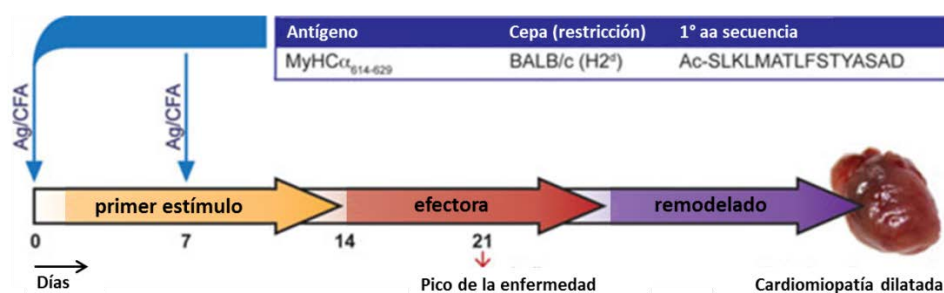 Antígeno Cepa (restricción) 1° aa secuencia
MyHCα614-629 BALB/c (H2d) Ac-SLKLMATLFSTYASAD
Ag/CFA Ag/CFA
primer estímulo efectora remodelado
0 7 14 21
Días Pico de la enfermedad Cardiomiopatía dilatada